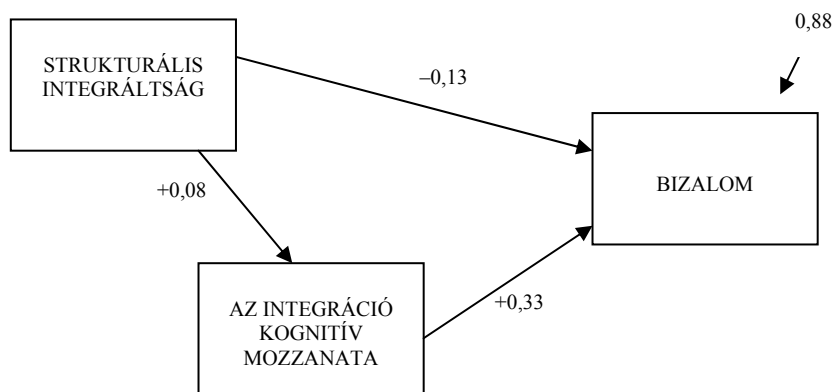 0,88
STRUKTURÁLIS
INTEGRÁLTSÁG
–0,13
BIZALOM
+0,08
+0,33
AZ INTEGRÁCIÓ
KOGNITÍV
MOZZANATA